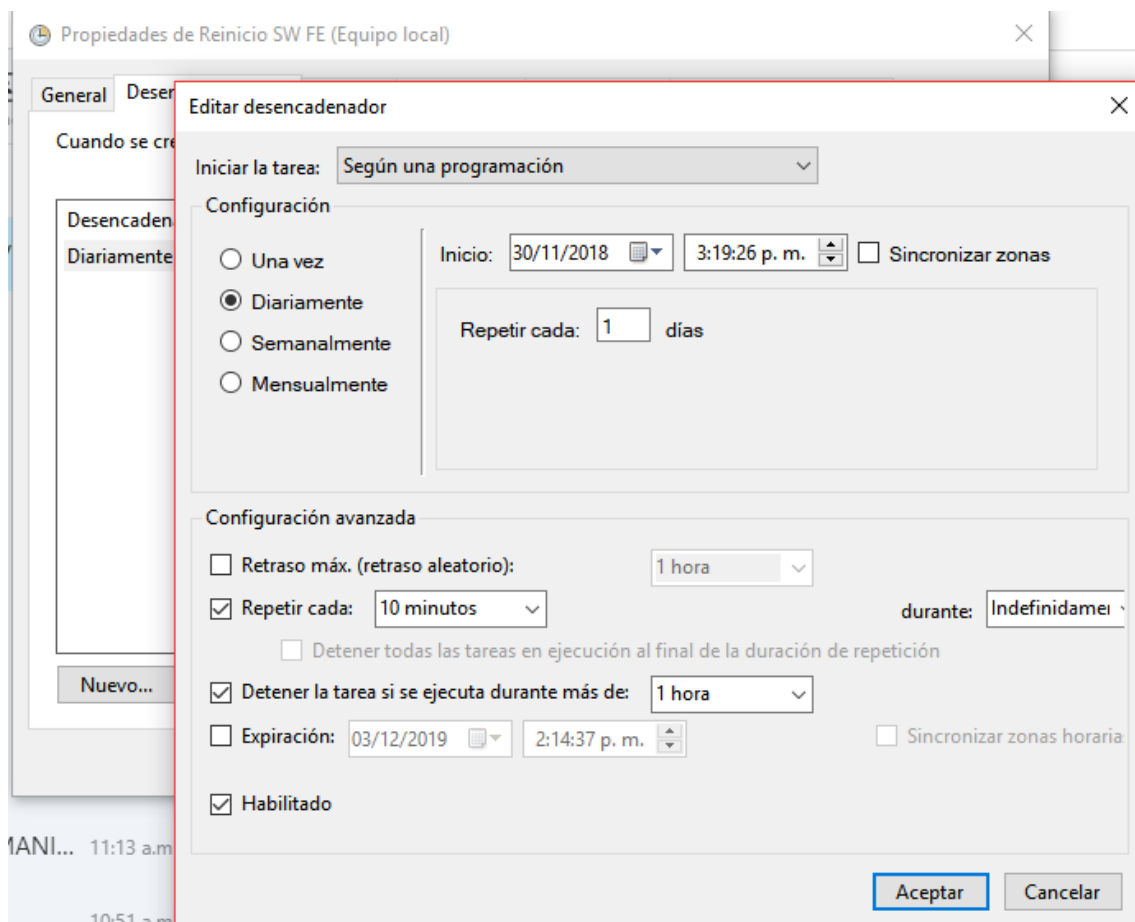 Propiedades de Reinicio SW FE (Equipo local)
General Desen
Editar desencadenador
Cuando se cre
Iniciar la tarea: Según una programación
Configuración
Desencaden
Diariamente
Una vez
Diariamente
Semanalmente
Mensualmente
Inicio: 30/11/2018 3:19:26 p. m. Sincronizar zonas
Repetir cada: 1 días
Configuración avanzada
Retraso máx. (retraso aleatorio): 1 hora
Repetir cada: 10 minutos durante: Indefinidamer
Detener todas las tareas en ejecución al final de la duración de repetición
Nuevo...
Detener la tarea si se ejecuta durante más de: 1 hora
Expiración: 03/12/2019 2:14:37 p. m. Sincronizar zonas horaria
Habilitado
MANI... 11:13 a.m
Aceptar Cancelar
10:51 a.m